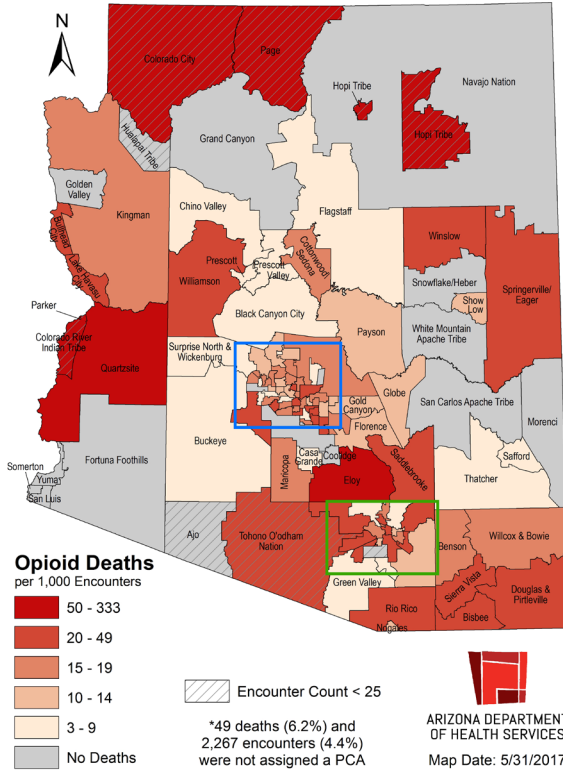 N
Colorado City
Page
Hopi Tribe
Navajo Nation
Hopi Tribe
Hualapai Tribe
Grand Canyon
Golden
Valley
Kingman
Chino Valley
Flagstaff
Bullhead
City
Lake Havasu
City
Prescott
Williamson
Prescott
Valley
Cottonwood/
Sedona
Winslow
Springerville/
Eager
Snowflake/Heber
Show
Low
Parker
Black Canyon City
Payson
White Mountain
Apache Tribe
Colorado River
Indian Tribe
Quartzsite
Surprise North &
Wickenburg
Gold
Canyon
Globe
San Carlos Apache Tribe
Florence
Morenci
Buckeye
Fortuna Foothills
Somerton
Yuma
San Luis
Maricopa
Casa
Grande
Coolidge
Eloy
Saddlebrooke
Safford
Thatcher
Ajo
Tohono O'odham
Nation
Benson
Willcox & Bowie
Green Valley
Sierra Vista
Douglas &
Pirtleville
Rio Rico
Bisbee
Nogales
Opioid Deaths
per 1,000 Encounters
50 - 333
20 - 49
15 - 19
10 - 14
3 - 9
No Deaths
Encounter Count < 25
*49 deaths (6.2%) and
2,267 encounters (4.4%)
were not assigned a PCA
ARIZONA DEPARTMENT
OF HEALTH SERVICES
Map Date: 5/31/2017